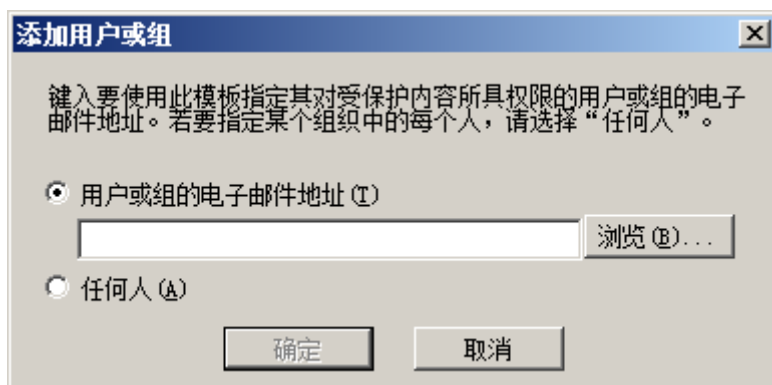 添加用户或组
键入要使用此模板指定其对受保护内容所具权限的用户或组的电子
邮件地址。若要指定某个组织中的每个人，请选择“任何人”。
用户或组的电子邮件地址(T)
浏览(B)...
任何人(A)
确定 取消